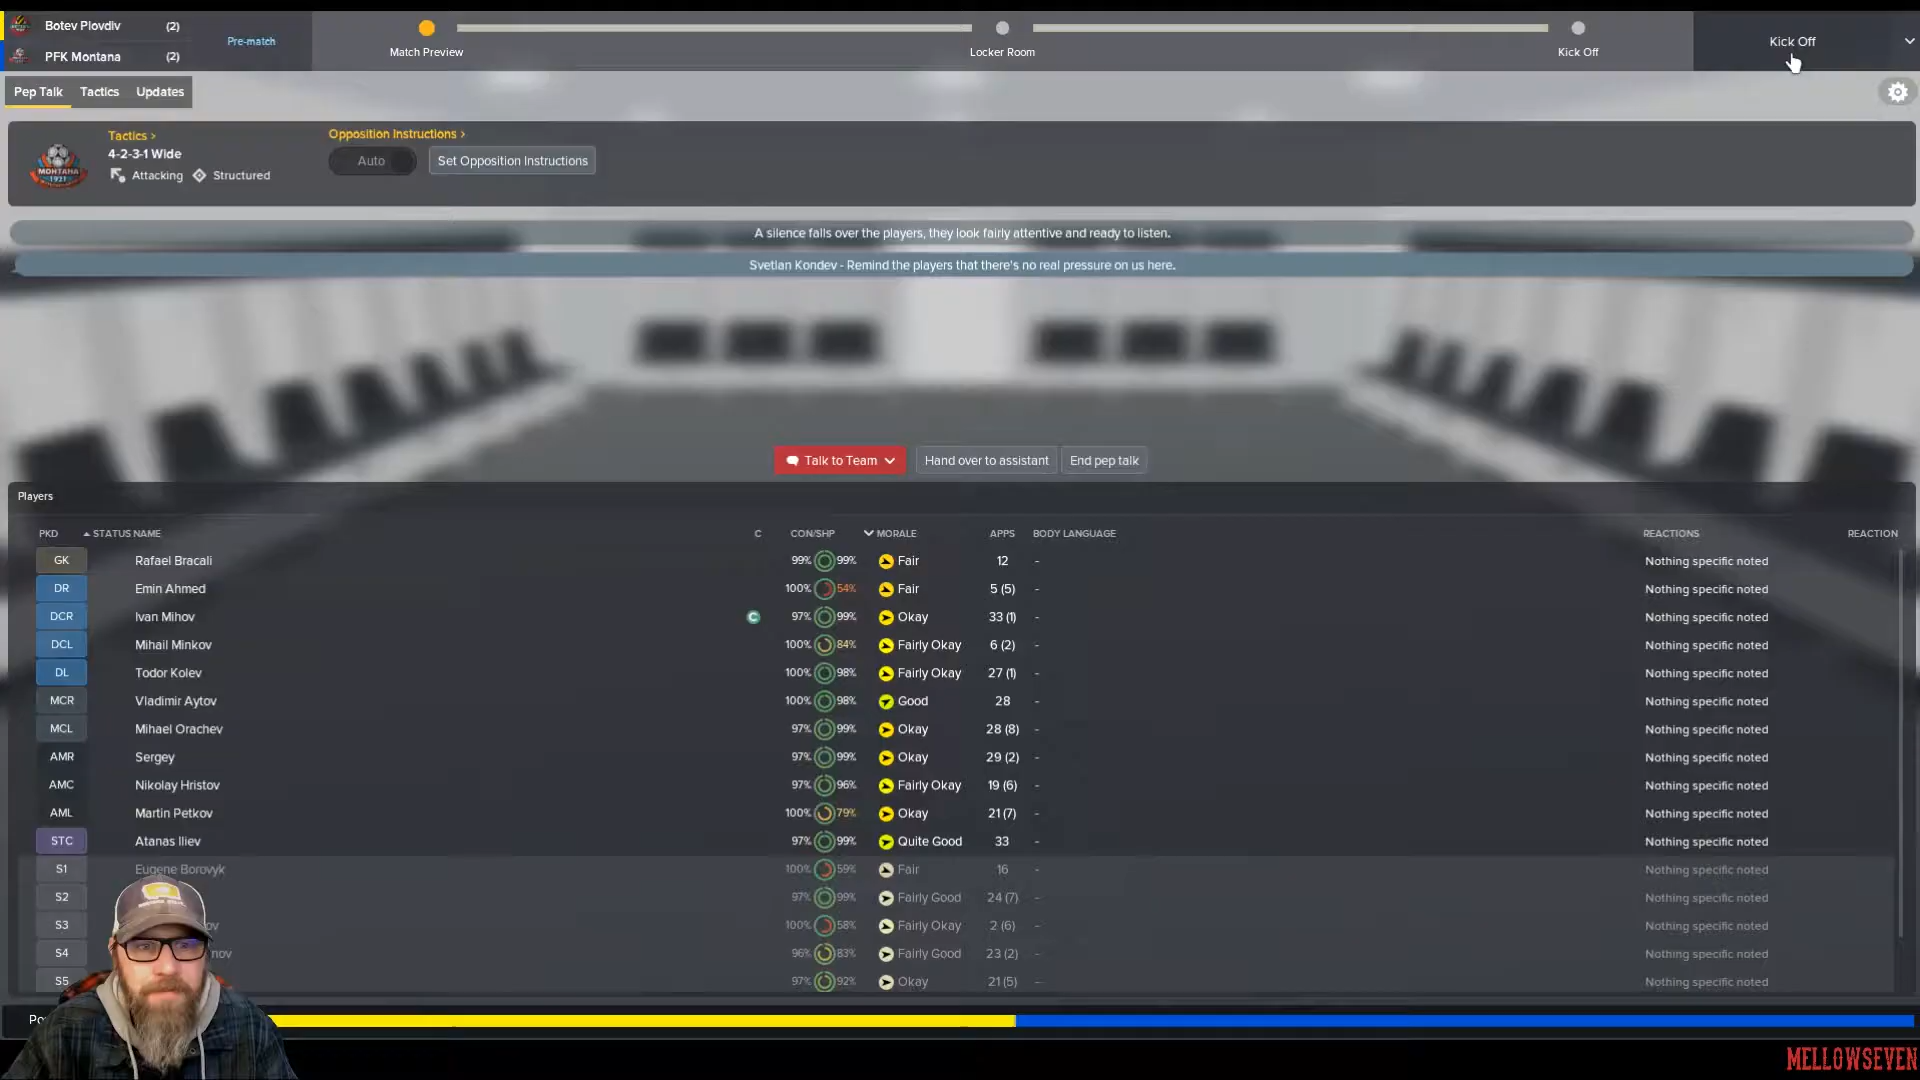 Botev Plovdiv (2)
PFK Montana (2)
Pre-match
Match Preview
Locker Room
Kick Off
Kick Off
Pep Talk Tactics Updates
MONTANA
1921
Tactics >
4-2-3-1 Wide
Attacking Structured
Opposition Instructions >
Auto Set Opposition Instructions
A silence falls over the players, they look fairly attentive and ready to listen.
Svetlan Kondev - Remind the players that there's no real pressure on us here.
Talk to Team Hand over to assistant End pep talk
Players
PKD STATUS NAME C CON/SHP MORALE APPS BODY LANGUAGE REACTIONS REACTION
GK Rafael Bracali 99% 99% Fair 12 - Nothing specific noted
DR Emin Ahmed 100% 54% Fair 5 (5) - Nothing specific noted
DCR Ivan Mihov C 97% 99% Okay 33 (1) - Nothing specific noted
DCL Mihail Minkov 100% 84% Fairly Okay 6 (2) - Nothing specific noted
DL Todor Kolev 100% 98% Fairly Okay 27 (1) - Nothing specific noted
MCR Vladimir Aytov 100% 98% Good 28 - Nothing specific noted
MCL Mihael Orachev 97% 99% Okay 28 (8) - Nothing specific noted
AMR Sergey 97% 99% Okay 29 (2) - Nothing specific noted
AMC Nikolay Hristov 97% 96% Fairly Okay 19 (6) - Nothing specific noted
AML Martin Petkov 100% 79% Okay 21 (7) - Nothing specific noted
STC Atanas Iliev 97% 99% Quite Good 33 - Nothing specific noted
S1 Eugene Borovyk 100% 59% Fair 16 - Nothing specific noted
S2 97% 99% Fairly Good 24 (7) - Nothing specific noted
S3 ov 100% 58% Fairly Okay 2 (6) - Nothing specific noted
S4 nov 96% 83% Fairly Good 23 (2) - Nothing specific noted
S5 97% 92% Okay 21 (5) - Nothing specific noted
MELLOWSEVEN